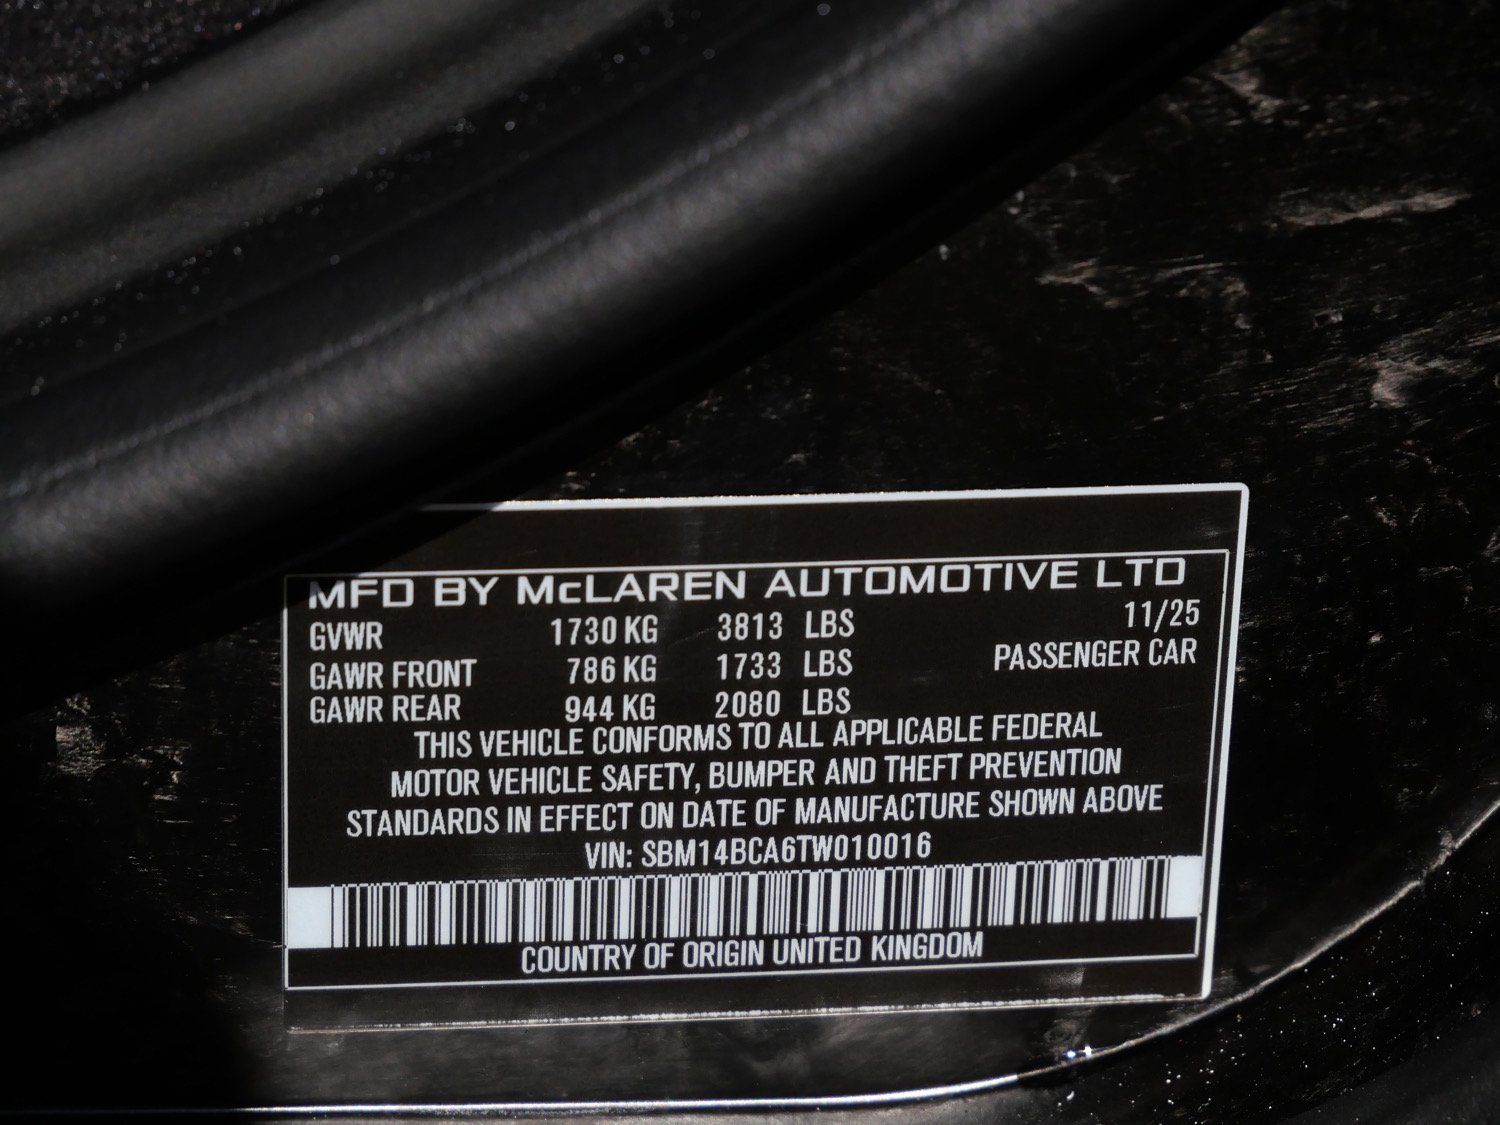 MFD BY McLAREN AUTOMOTIVE LTD
GVWR 1730 KG 3813 LBS 11/25
GAWR FRONT 786 KG 1733 LBS PASSENGER CAR
GAWR REAR 944 KG 2080 LBS
THIS VEHICLE CONFORMS TO ALL APPLICABLE FEDERAL
MOTOR VEHICLE SAFETY, BUMPER AND THEFT PREVENTION
STANDARDS IN EFFECT ON DATE OF MANUFACTURE SHOWN ABOVE
VIN: SBM14BCA6TW010016
COUNTRY OF ORIGIN UNITED KINGDOM